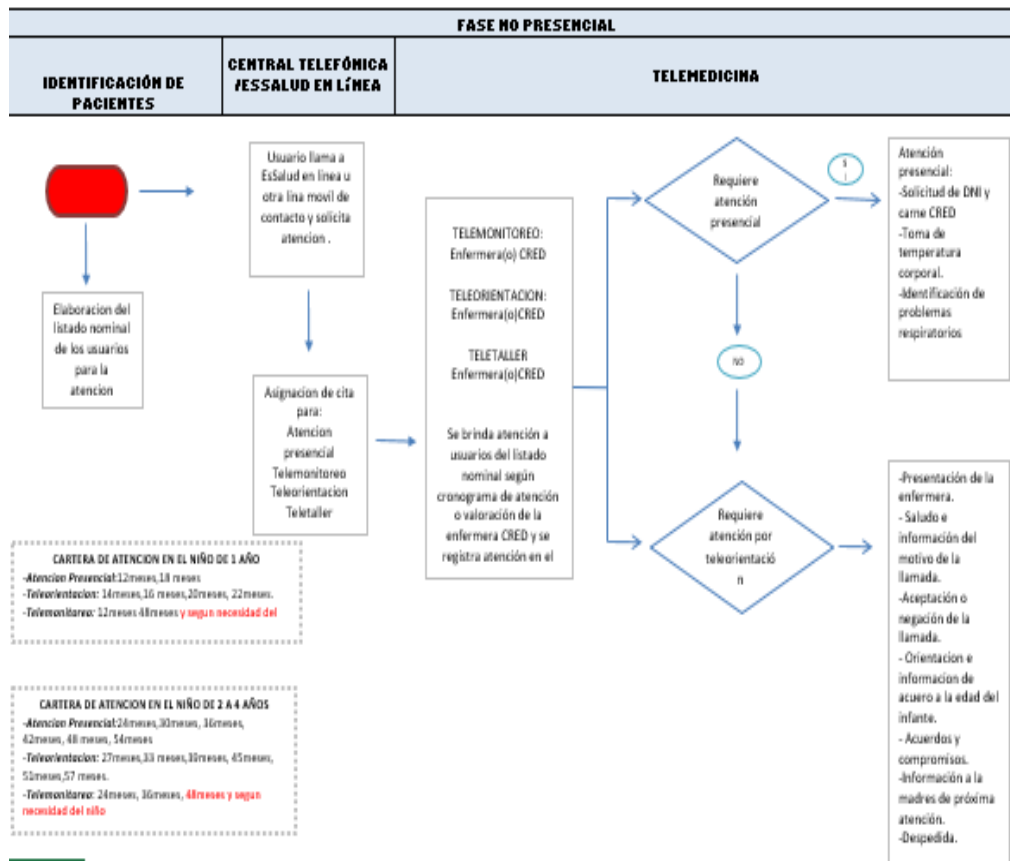 FASE NO PRESENCIAL
IDENTIFICACIÓN DE
PACIENTES
CENTRAL TELEFÓNICA
/ESSALUD EN LÍNEA
TELEMEDICINA
Usuario llama a
EsSalud en linea u
otra lina movil de
contacto y solicita
atencion .
Elaboracion del
listado nominal
de los usuarios
para la
atencion
Asignacion de cita
para:
Atencion
presencial
Telemonitoreo
Teleorientacion
Teletaller
TELEMONITOREO:
Enfermera(o) CRED
TELEORIENTACION:
Enfermera(o)CRED
TELETALLER
Enfermera(o)CRED
Se brinda atención a
usuarios del listado
nominal según
cronograma de atención
o valoración de la
enfermera CRED y se
registra atención en el
Requiere
atención
presencial
S
I
NO
Requiere
atención por
teleorientació
n
Atención
presencial:
-Solicitud de DNI y
carne CRED
-Toma de
temperatura
corporal.
-Identificación de
problemas
respiratorios
-Presentación de la
enfermera.
- Saludo e
información del
motivo de la
llamada.
-Aceptación o
negación de la
llamada.
- Orientacion e
informacion de
acuero a la edad del
infante.
- Acuerdos y
compromisos.
-Información a la
madres de próxima
atención.
-Despedida.
CARTERA DE ATENCION EN EL NIÑO DE 1 AÑO
-Atencion Presencial:12meses,18 meses
-Teleorientacion: 14meses,16 meses,20meses, 22meses.
-Telemonitoreo: 12meses 48meses y segun necesidad del
CARTERA DE ATENCION EN EL NIÑO DE 2 A 4 AÑOS
-Atencion Presencial:24meses,30meses, 36meses,
42meses, 48 meses, 54meses
-Teleorientacion: 27meses,33 meses,39meses, 45meses,
51meses,57 meses.
-Telemonitoreo: 24meses, 36meses, 48meses y segun
necesidad del niño